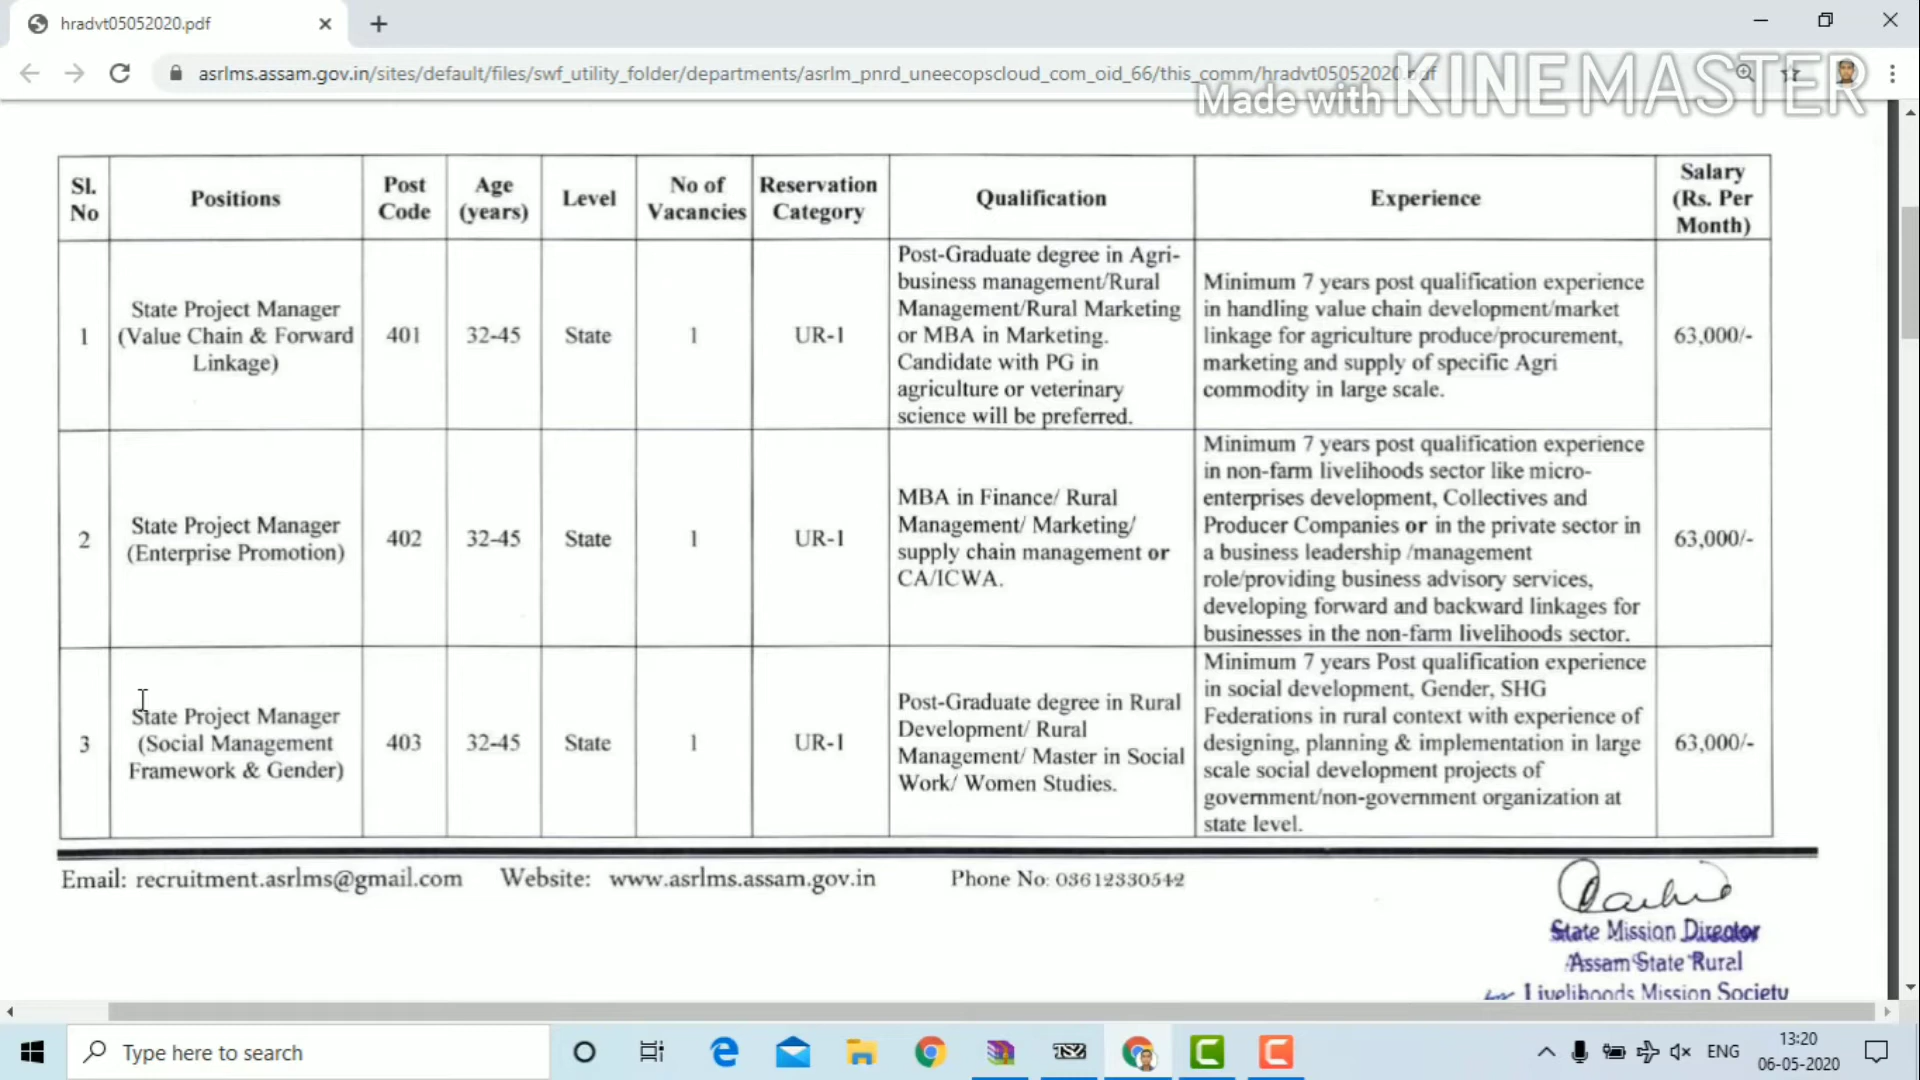 hradvt05052020.pdf
asrlms.assam.gov.in/sites/default/files/swf_utility_folder/departments/asrlm_pnrd_uneecopscloud_com_oid_66/this_comm/hradvt05052020.pdf
Made with KINEMASTER
Sl. No
Positions
Post Code
Age (years)
Level
No of Vacancies
Reservation Category
Qualification
Experience
Salary (Rs. Per Month)
1
State Project Manager
(Value Chain & Forward
Linkage)
401
32-45
State
1
UR-1
Post-Graduate degree in Agri-
business management/Rural
Management/Rural Marketing
or MBA in Marketing.
Candidate with PG in
agriculture or veterinary
science will be preferred.
Minimum 7 years post qualification experience
in handling value chain development/market
linkage for agriculture produce/procurement,
marketing and supply of specific Agri
commodity in large scale.
63,000/-
2
State Project Manager
(Enterprise Promotion)
402
32-45
State
1
UR-1
MBA in Finance/ Rural
Management/ Marketing/
supply chain management or
CA/ICWA.
Minimum 7 years post qualification experience
in non-farm livelihoods sector like micro-
enterprises development, Collectives and
Producer Companies or in the private sector in
a business leadership /management
role/providing business advisory services,
developing forward and backward linkages for
businesses in the non-farm livelihoods sector.
63,000/-
3
State Project Manager
(Social Management
Framework & Gender)
403
32-45
State
1
UR-1
Post-Graduate degree in Rural
Development/ Rural
Management/ Master in Social
Work/ Women Studies.
Minimum 7 years Post qualification experience
in social development, Gender, SHG
Federations in rural context with experience of
designing, planning & implementation in large
scale social development projects of
government/non-government organization at
state level.
63,000/-
Email: recruitment.asrlms@gmail.com Website: www.asrlms.assam.gov.in Phone No: 03612330542
State Mission Director
Assam State Rural
Livelihoods Mission Society
Type here to search
ENG
13:20
06-05-2020